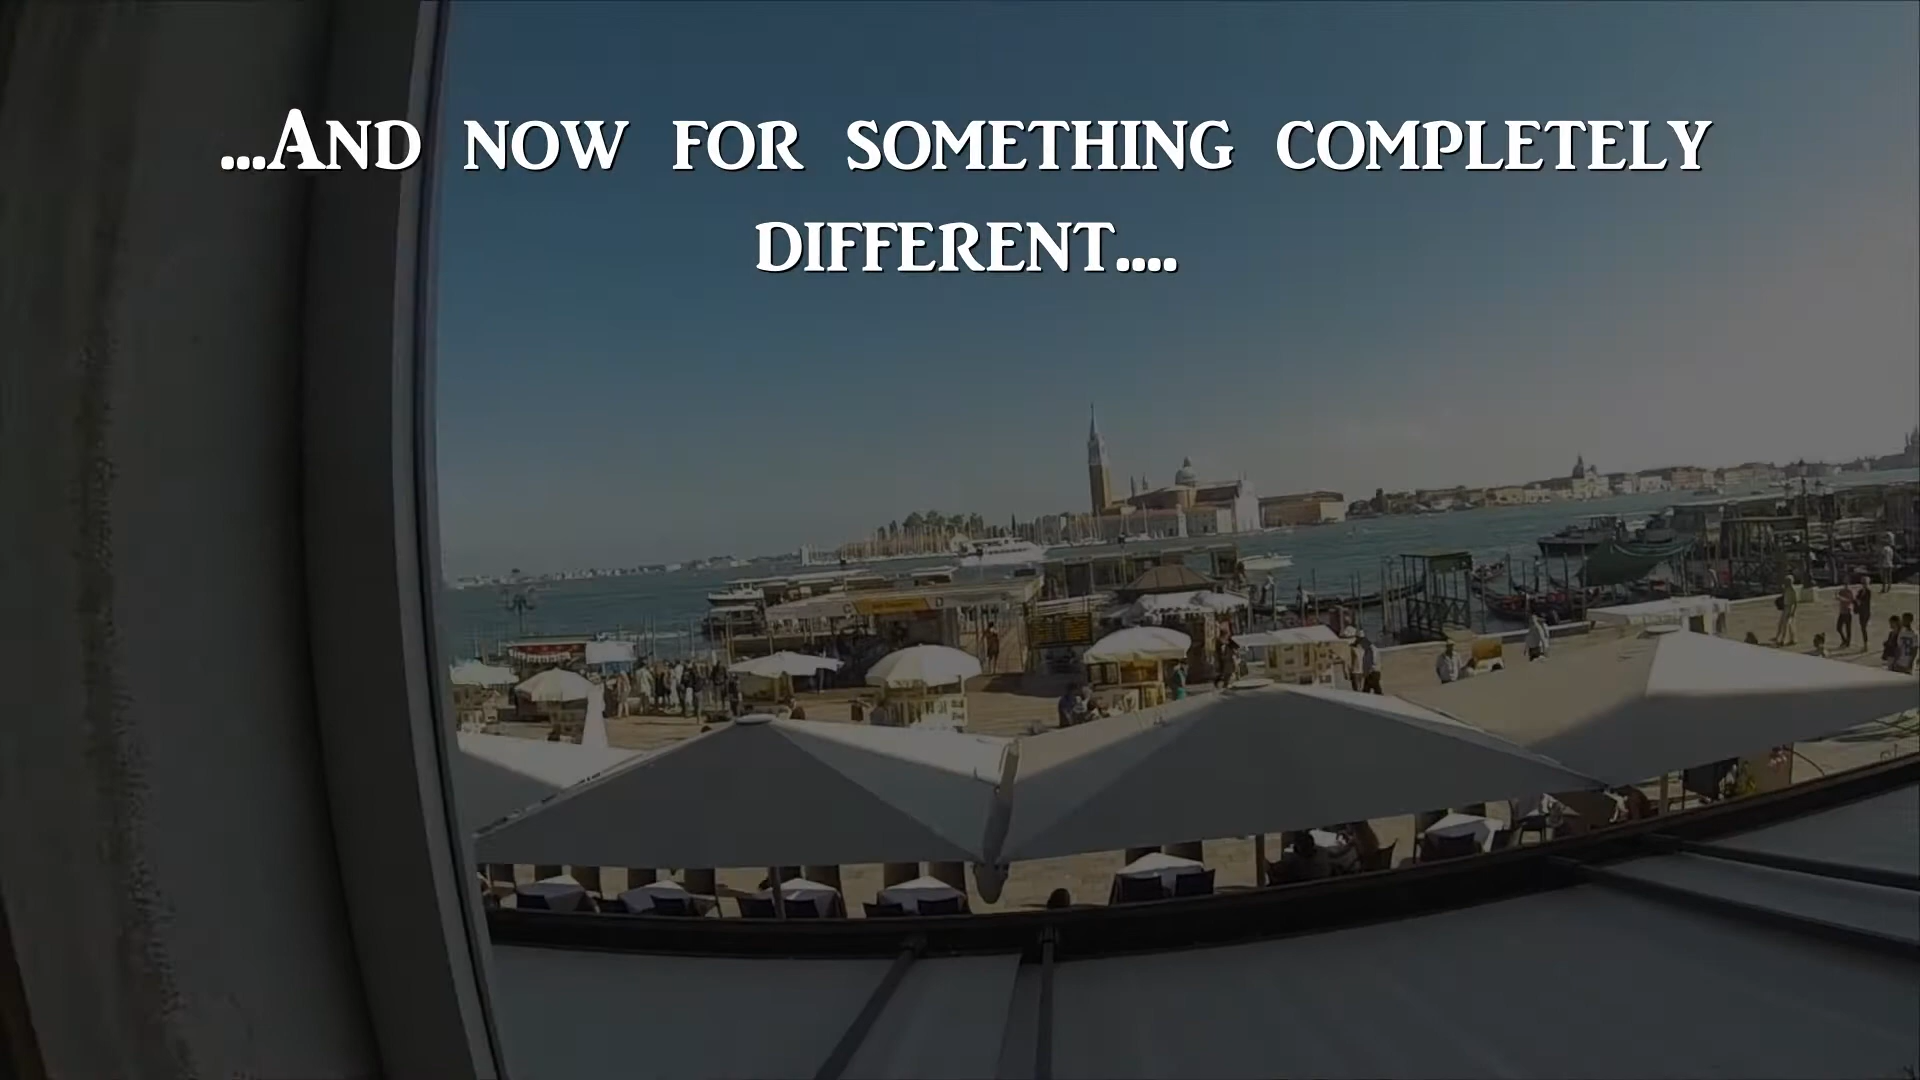 ...And now for something completely
different....